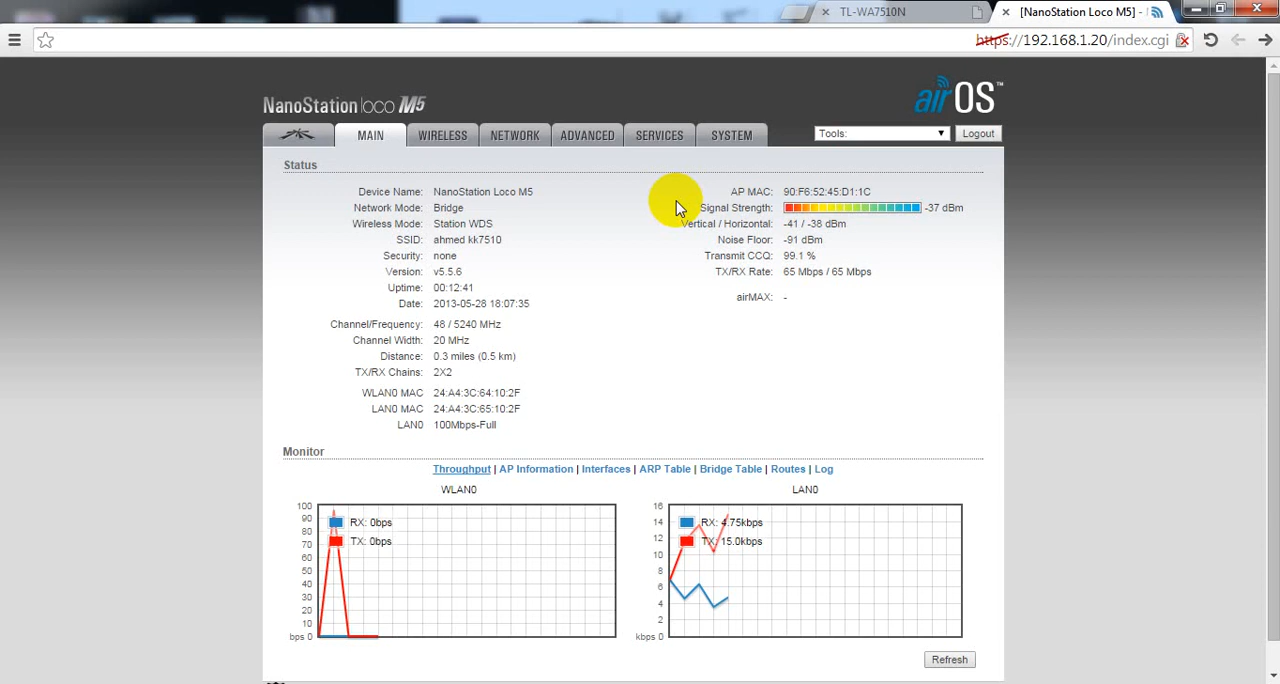 TL-WA7510N
[NanoStation Loco M5] -
https://192.168.1.20/index.cgi
NanoStation loco M5
airOS™
MAIN WIRELESS NETWORK ADVANCED SERVICES SYSTEM Tools: Logout
Status
Device Name: NanoStation Loco M5
Network Mode: Bridge
Wireless Mode: Station WDS
SSID: ahmed kk7510
Security: none
Version: v5.5.6
Uptime: 00:12:41
Date: 2013-05-28 18:07:35
Channel/Frequency: 48 / 5240 MHz
Channel Width: 20 MHz
Distance: 0.3 miles (0.5 km)
TX/RX Chains: 2X2
WLAN0 MAC 24:A4:3C:64:10:2F
LAN0 MAC 24:A4:3C:65:10:2F
LAN0 100Mbps-Full
AP MAC: 90:F6:52:45:D1:1C
Signal Strength: -37 dBm
Vertical / Horizontal: -41 / -38 dBm
Noise Floor: -91 dBm
Transmit CCQ: 99.1 %
TX/RX Rate: 65 Mbps / 65 Mbps
airMAX: -
Monitor
Throughput | AP Information | Interfaces | ARP Table | Bridge Table | Routes | Log
WLAN0
100
90
80
70
60
50
40
30
20
10
bps 0
RX: 0bps
TX: 0bps
LAN0
16
14
12
10
8
6
4
2
kbps 0
RX: 4.75kbps
TX: 15.0kbps
Refresh